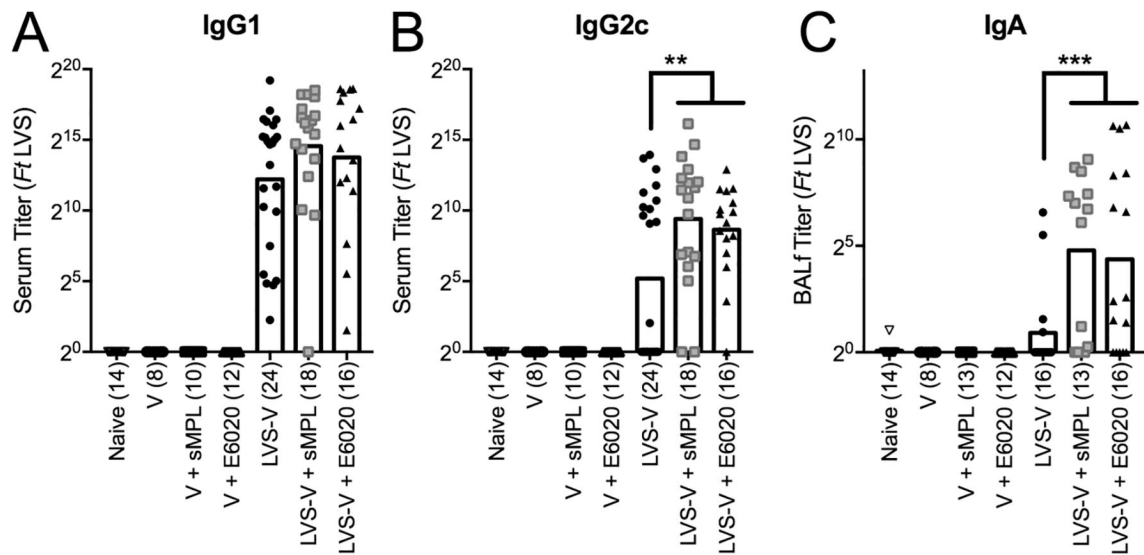 A
IgG1
Serum Titer (Ft LVS)
2^20
2^15
2^10
2^5
2^0
Naive (14)
V (8)
V + sMPL (10)
V + E6020 (12)
LVS-V (24)
LVS-V + sMPL (18)
LVS-V + E6020 (16)
B
IgG2c
**
Serum Titer (Ft LVS)
2^20
2^15
2^10
2^5
2^0
Naive (14)
V (8)
V + sMPL (10)
V + E6020 (12)
LVS-V (24)
LVS-V + sMPL (18)
LVS-V + E6020 (16)
C
IgA
***
BALf Titer (Ft LVS)
2^10
2^5
2^0
Naive (14)
V (8)
V + sMPL (13)
V + E6020 (12)
LVS-V (16)
LVS-V + sMPL (13)
LVS-V + E6020 (16)